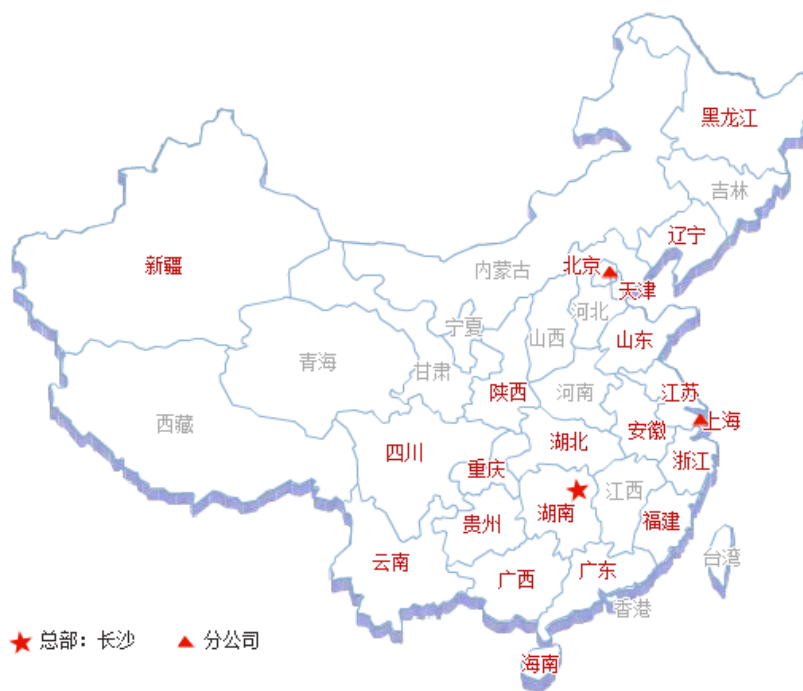 黑龙江
吉林
辽宁
新疆
内蒙古
北京
天津
宁夏
河北
山西
山东
青海
甘肃
陕西
河南
江苏
西藏
上海
安徽
湖北
四川
浙江
重庆
江西
湖南
贵州
福建
云南
广西
广东
台湾
香港
总部：长沙
分公司
海南